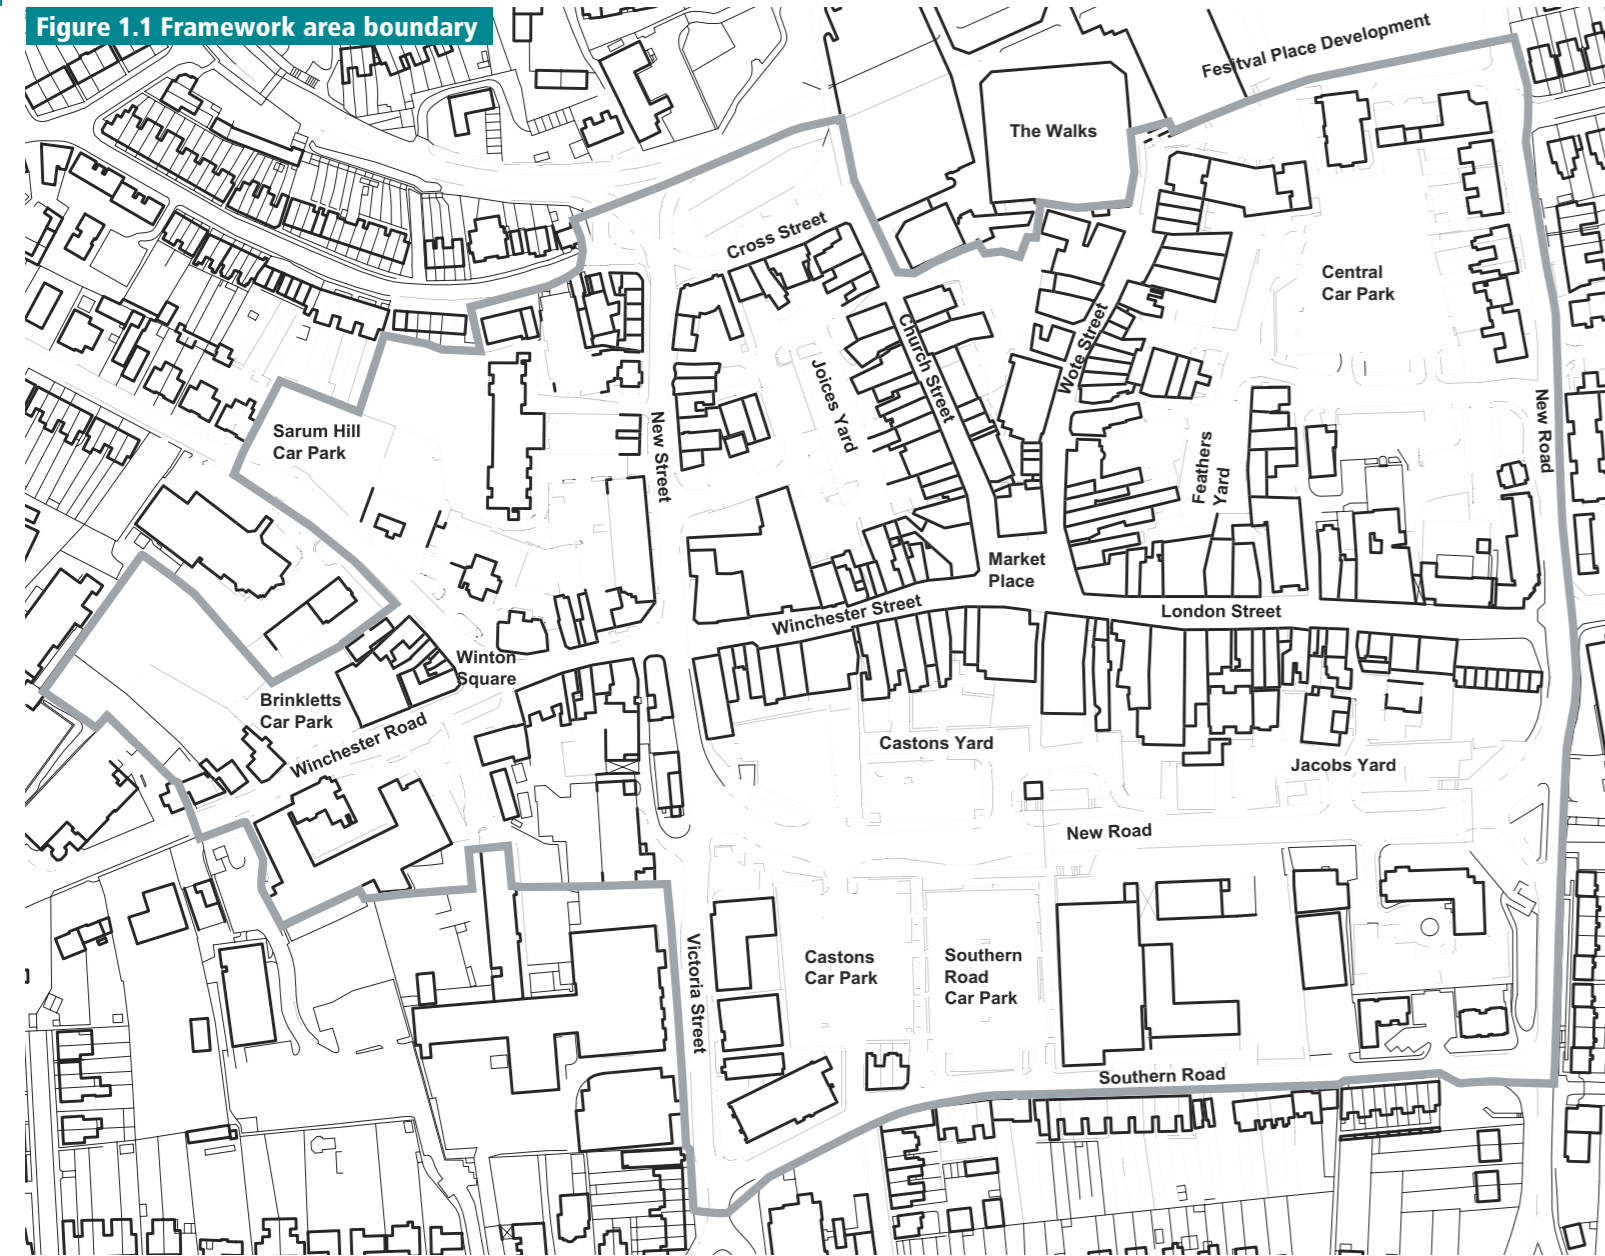 Figure 1.1 Framework area boundary
Fesitval Place Development
The Walks
Cross Street
Central
Car Park
Church Street
Wote Street
Joices Yard
New Street
Sarum Hill
Car Park
Feathers
Yard
New Road
Market
Place
Winchester Street
London Street
Winton
Square
Brinkletts
Car Park
Winchester Road
Castons Yard
Jacobs Yard
New Road
Victoria Street
Castons
Car Park
Southern
Road
Car Park
Southern Road